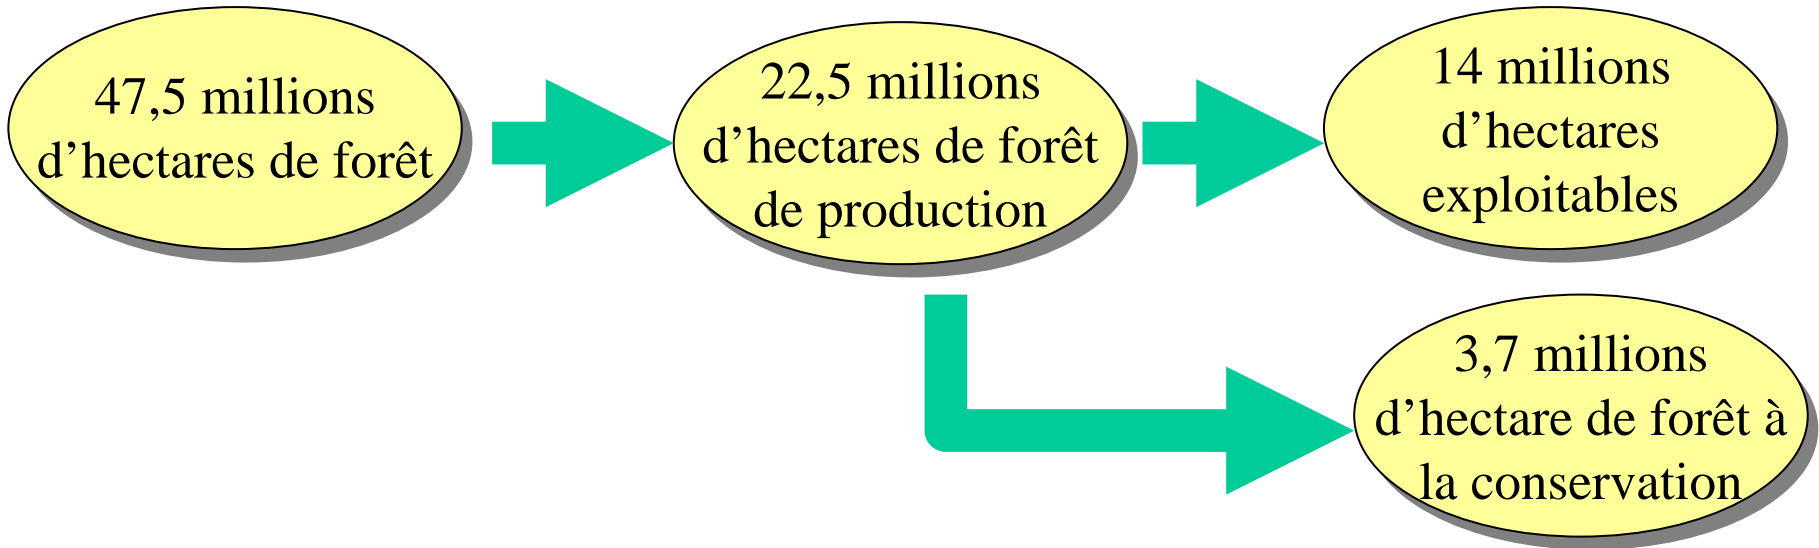 47,5 millions
d’hectares de forêt
22,5 millions
d’hectares de forêt
de production
14 millions
d’hectares
exploitables
3,7 millions
d’hectare de forêt à
la conservation